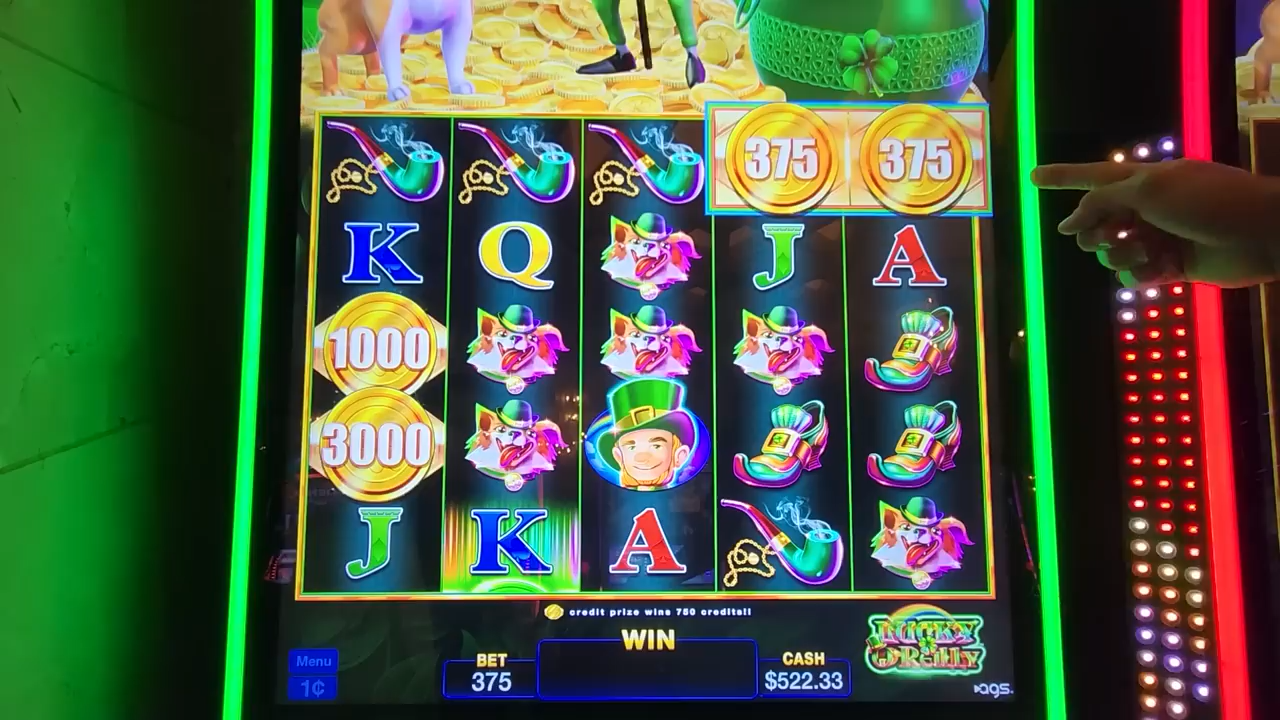 375 375
K Q J A
1000
3000
J K A
credit prize wins 750 credits!!
WIN
Menu
1¢
BET
375
CASH
$522.33
LUCKY
O'Reilly
ags.